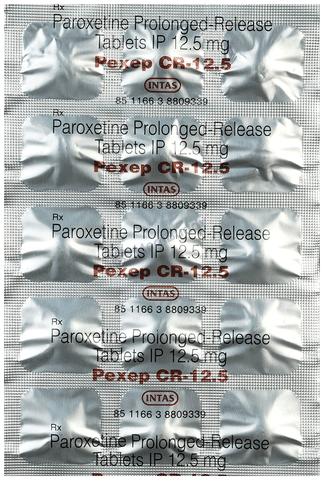 Rx
Paroxetine Prolonged-Release
Tablets IP 12.5 mg
Pexep CR-12.5
INTAS
85 1166 3 8809339
Rx
Paroxetine Prolonged-Release
Tablets IP 12.5 mg
Pexep CR-12.5
INTAS
85 1166 3 8809339
Rx
Paroxetine Prolonged-Release
Tablets IP 12.5 mg
Pexep CR-12.5
INTAS
85 1166 3 8809339
Rx
Paroxetine Prolonged-Release
Tablets IP 12.5 mg
Pexep CR-12.5
INTAS
85 1166 3 8809339
Rx
Paroxetine Prolonged-Release
Tablets IP 12.5 mg
Pexep CR-12.5